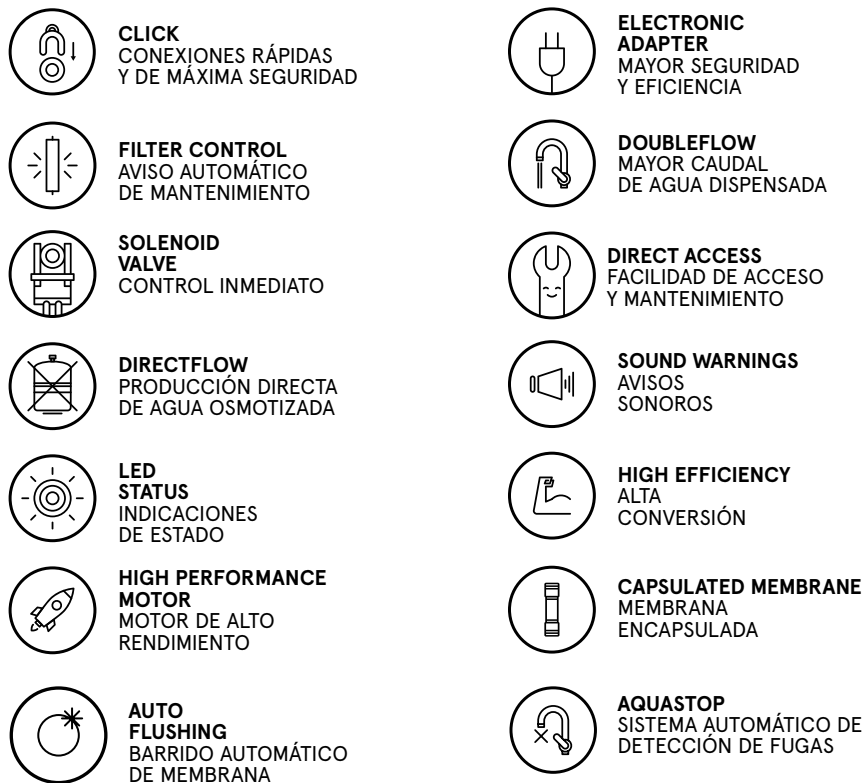 CLICK
CONEXIONES RÁPIDAS
Y DE MÁXIMA SEGURIDAD
FILTER CONTROL
AVISO AUTOMÁTICO
DE MANTENIMIENTO
SOLENOID
VALVE
CONTROL INMEDIATO
DIRECTFLOW
PRODUCCIÓN DIRECTA
DE AGUA OSMOTIZADA
LED
STATUS
INDICACIONES
DE ESTADO
HIGH PERFORMANCE
MOTOR
MOTOR DE ALTO
RENDIMIENTO
AUTO
FLUSHING
BARRIDO AUTOMÁTICO
DE MEMBRANA
ELECTRONIC
ADAPTER
MAYOR SEGURIDAD
Y EFICIENCIA
DOUBLEFLOW
MAYOR CAUDAL
DE AGUA DISPENSADA
DIRECT ACCESS
FACILIDAD DE ACCESO
Y MANTENIMIENTO
SOUND WARNINGS
AVISOS
SONOROS
HIGH EFFICIENCY
ALTA
CONVERSIÓN
CAPSULATED MEMBRANE
MEMBRANA
ENCAPSULADA
AQUASTOP
SISTEMA AUTOMÁTICO DE
DETECCIÓN DE FUGAS